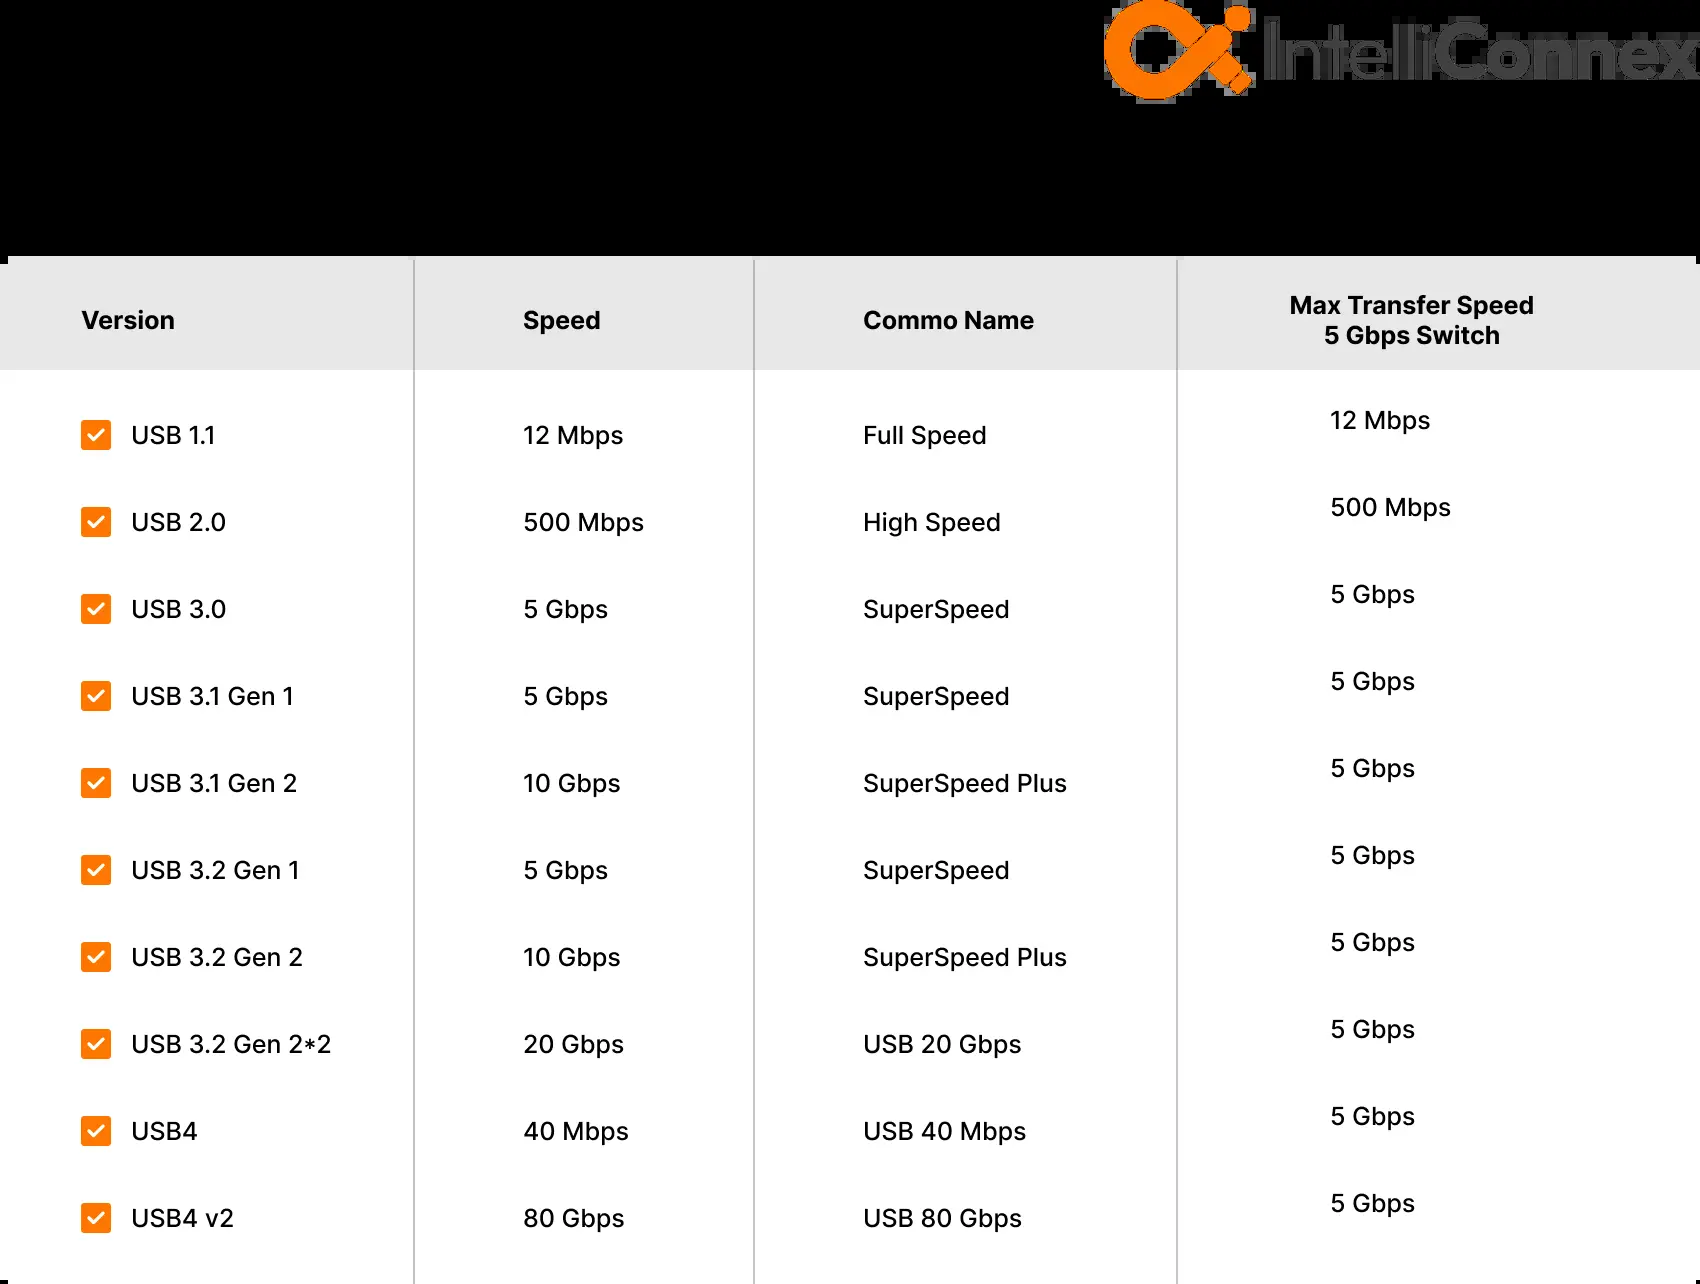 IntelliConnex
Version Speed Commo Name Max Transfer Speed
5 Gbps Switch
USB 1.1 12 Mbps Full Speed 12 Mbps
USB 2.0 500 Mbps High Speed 500 Mbps
USB 3.0 5 Gbps SuperSpeed 5 Gbps
USB 3.1 Gen 1 5 Gbps SuperSpeed 5 Gbps
USB 3.1 Gen 2 10 Gbps SuperSpeed Plus 5 Gbps
USB 3.2 Gen 1 5 Gbps SuperSpeed 5 Gbps
USB 3.2 Gen 2 10 Gbps SuperSpeed Plus 5 Gbps
USB 3.2 Gen 2*2 20 Gbps USB 20 Gbps 5 Gbps
USB4 40 Mbps USB 40 Mbps 5 Gbps
USB4 v2 80 Gbps USB 80 Gbps 5 Gbps